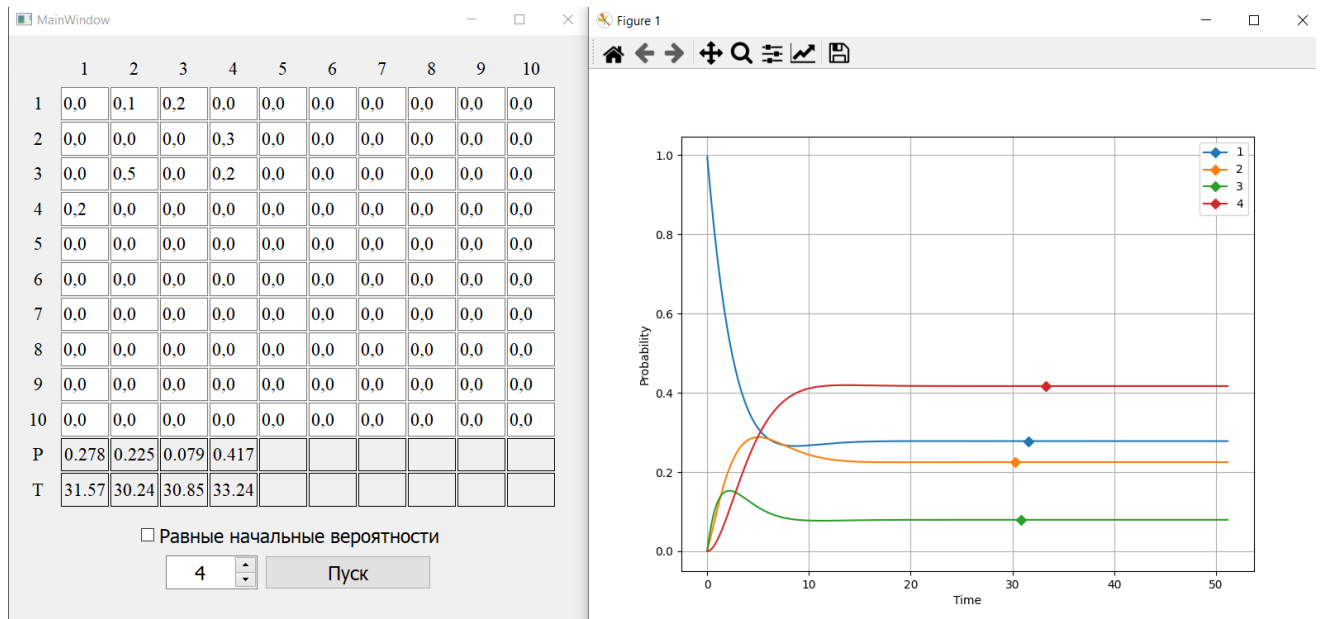 MainWindow
1 2 3 4 5 6 7 8 9 10
1 0,0 0,1 0,2 0,0 0,0 0,0 0,0 0,0 0,0 0,0
2 0,0 0,0 0,0 0,3 0,0 0,0 0,0 0,0 0,0 0,0
3 0,0 0,5 0,0 0,2 0,0 0,0 0,0 0,0 0,0 0,0
4 0,2 0,0 0,0 0,0 0,0 0,0 0,0 0,0 0,0 0,0
5 0,0 0,0 0,0 0,0 0,0 0,0 0,0 0,0 0,0 0,0
6 0,0 0,0 0,0 0,0 0,0 0,0 0,0 0,0 0,0 0,0
7 0,0 0,0 0,0 0,0 0,0 0,0 0,0 0,0 0,0 0,0
8 0,0 0,0 0,0 0,0 0,0 0,0 0,0 0,0 0,0 0,0
9 0,0 0,0 0,0 0,0 0,0 0,0 0,0 0,0 0,0 0,0
10 0,0 0,0 0,0 0,0 0,0 0,0 0,0 0,0 0,0 0,0
P 0.278 0.225 0.079 0.417
T 31.57 30.24 30.85 33.24
Равные начальные вероятности
4 Пуск
Figure 1
1
2
3
4
1.0
0.8
0.6
0.4
0.2
0.0
Probability
0 10 20 30 40 50
Time